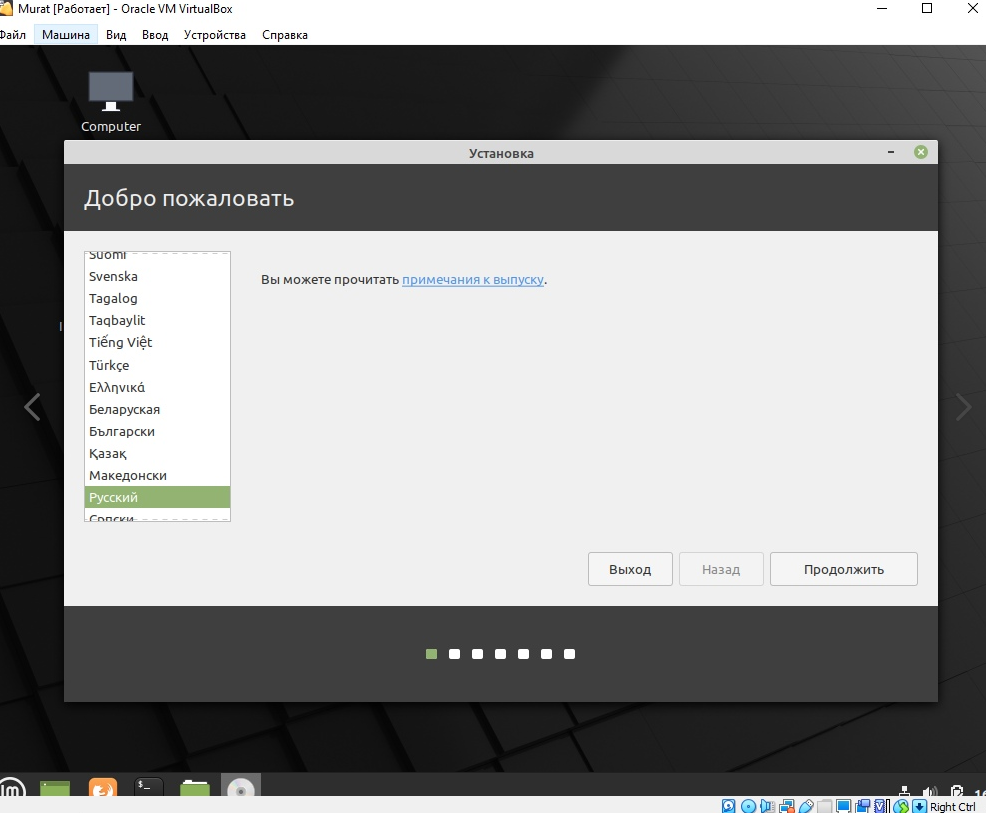 Murat [Работает] - Oracle VM VirtualBox
Файл Машина Вид Ввод Устройства Справка
Computer
Установка
Добро пожаловать
Suomi
Svenska
Tagalog
Taqbaylit
Tiếng Việt
Türkçe
Ελληνικά
Беларуская
Български
Қазақ
Македонски
Русский
Српски
Вы можете прочитать примечания к выпуску.
Выход Назад Продолжить
Right Ctrl